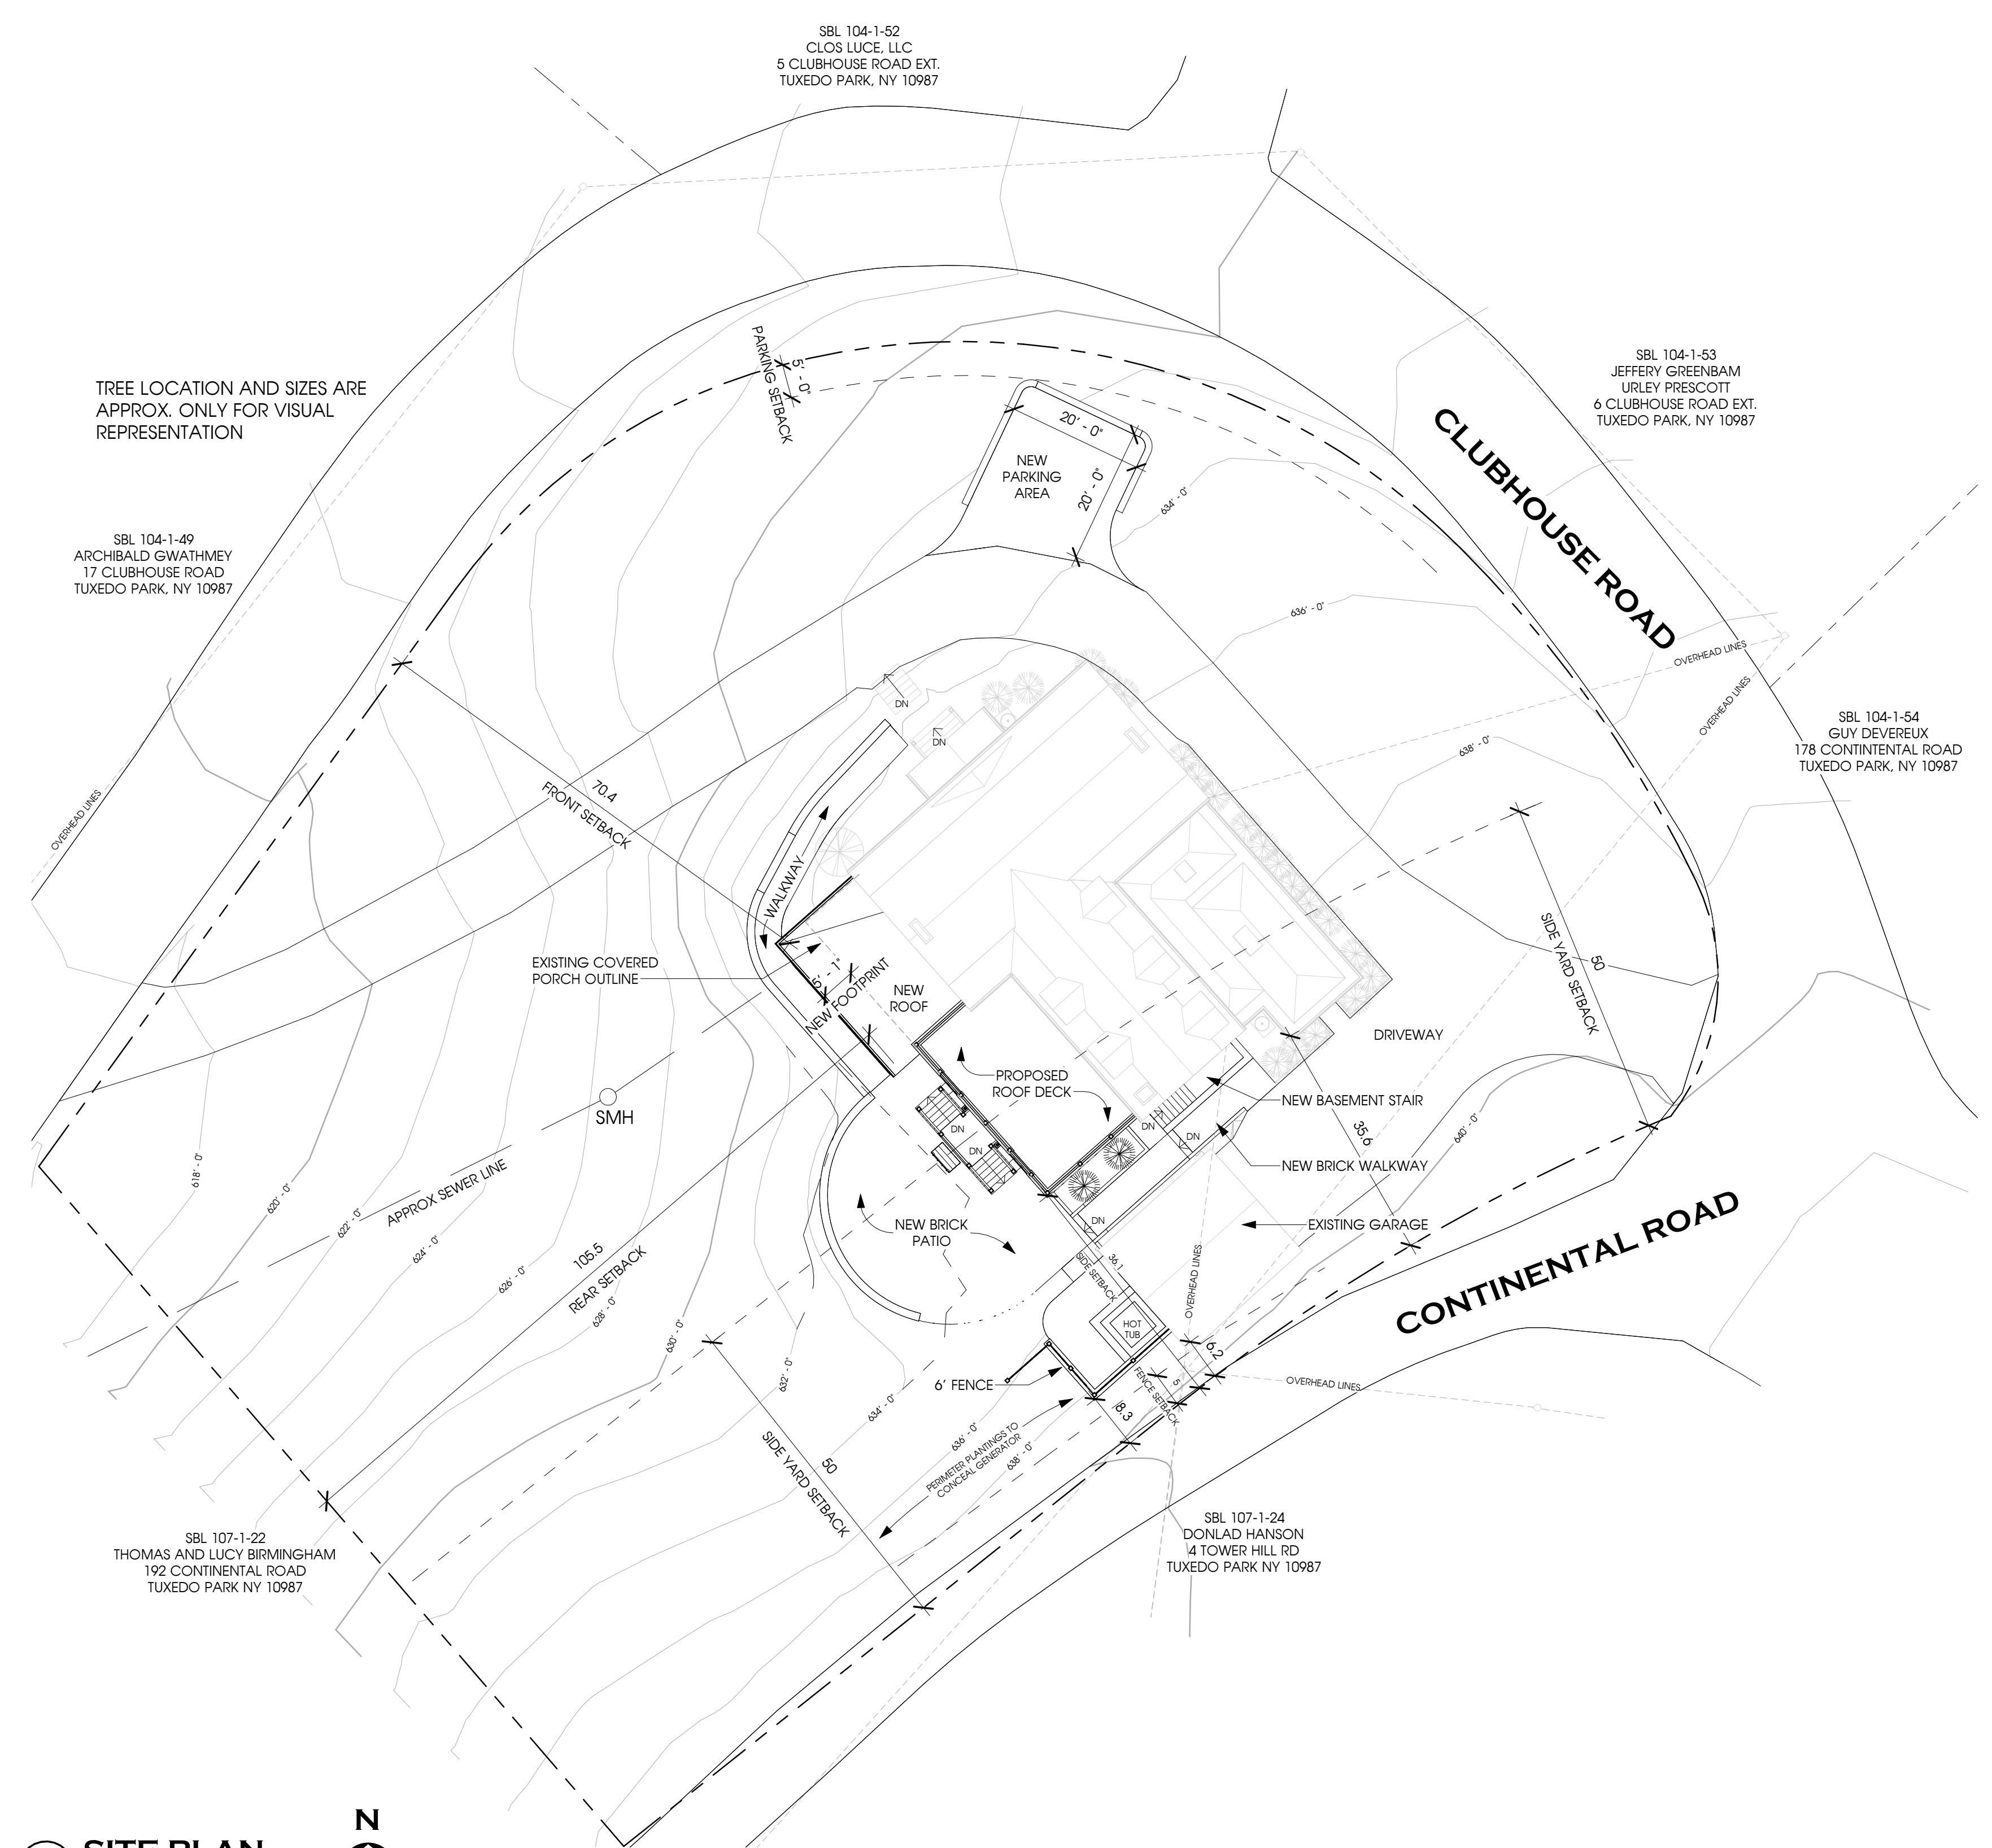 SBL 104-1-52
CLOS LUCE, LLC
5 CLUBHOUSE ROAD EXT.
TUXEDO PARK, NY 10987
TREE LOCATION AND SIZES ARE
APPROX. ONLY FOR VISUAL
REPRESENTATION
PARKING SETBACK
5' - 0"
SBL 104-1-53
JEFFERY GREENBAM
URLEY PRESCOTT
6 CLUBHOUSE ROAD EXT.
TUXEDO PARK, NY 10987
CLUBHOUSE ROAD
20' - 0"
NEW
PARKING
AREA
20' - 0"
634' - 0"
SBL 104-1-49
ARCHIBALD GWATHMEY
17 CLUBHOUSE ROAD
TUXEDO PARK, NY 10987
636' - 0"
OVERHEAD LINES
OVERHEAD LINES
638' - 0"
SBL 104-1-54
GUY DEVEREUX
178 CONTINTENTAL ROAD
TUXEDO PARK, NY 10987
DN
DN
OVERHEAD LINES
70.4
FRONT SETBACK
WALKWAY
EXISTING COVERED
PORCH OUTLINE
5' - 1"
NEW FOOTPRINT
NEW
ROOF
50
SIDE YARD SETBACK
DRIVEWAY
PROPOSED
ROOF DECK
NEW BASEMENT STAIR
SMH
DN
DN
DN
DN
35.6
640' - 0"
NEW BRICK WALKWAY
618' - 0"
620' - 0"
622' - 0"
624' - 0"
626' - 0"
628' - 0"
630' - 0"
632' - 0"
634' - 0"
636' - 0"
638' - 0"
APPROX SEWER LINE
105.5
REAR SETBACK
NEW BRICK
PATIO
DN
EXISTING GARAGE
CONTINENTAL ROAD
36.1
SIDE SETBACK
OVERHEAD LINES
HOT
TUB
6.2
6' FENCE
5
FENCE SETBACK
8.3
OVERHEAD LINES
PERIMETER PLANTINGS TO
CONCEAL GENERATOR
50
SIDE YARD SETBACK
SBL 107-1-22
THOMAS AND LUCY BIRMINGHAM
192 CONTINENTAL ROAD
TUXEDO PARK NY 10987
SBL 107-1-24
DONLAD HANSON
4 TOWER HILL RD
TUXEDO PARK NY 10987
N
SITE PLAN